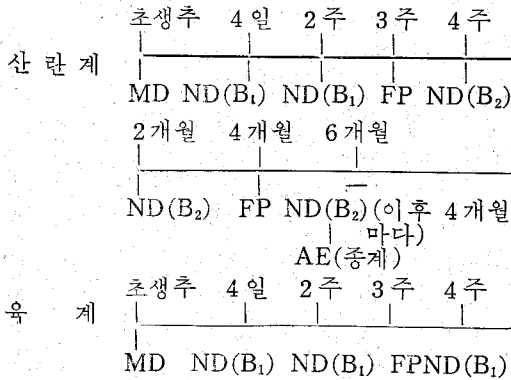 초생추 4일 2주 3주 4주
산란계
MD ND(B₁) ND(B₁) FP ND(B₂)
2개월 4개월 6개월
ND(B₂) FP ND(B₂)(이후 4개월
마다)
AE(종계)
초생추 4일 2주 3주 4주
육 계
MD ND(B₁) ND(B₁) FPND(B₁)